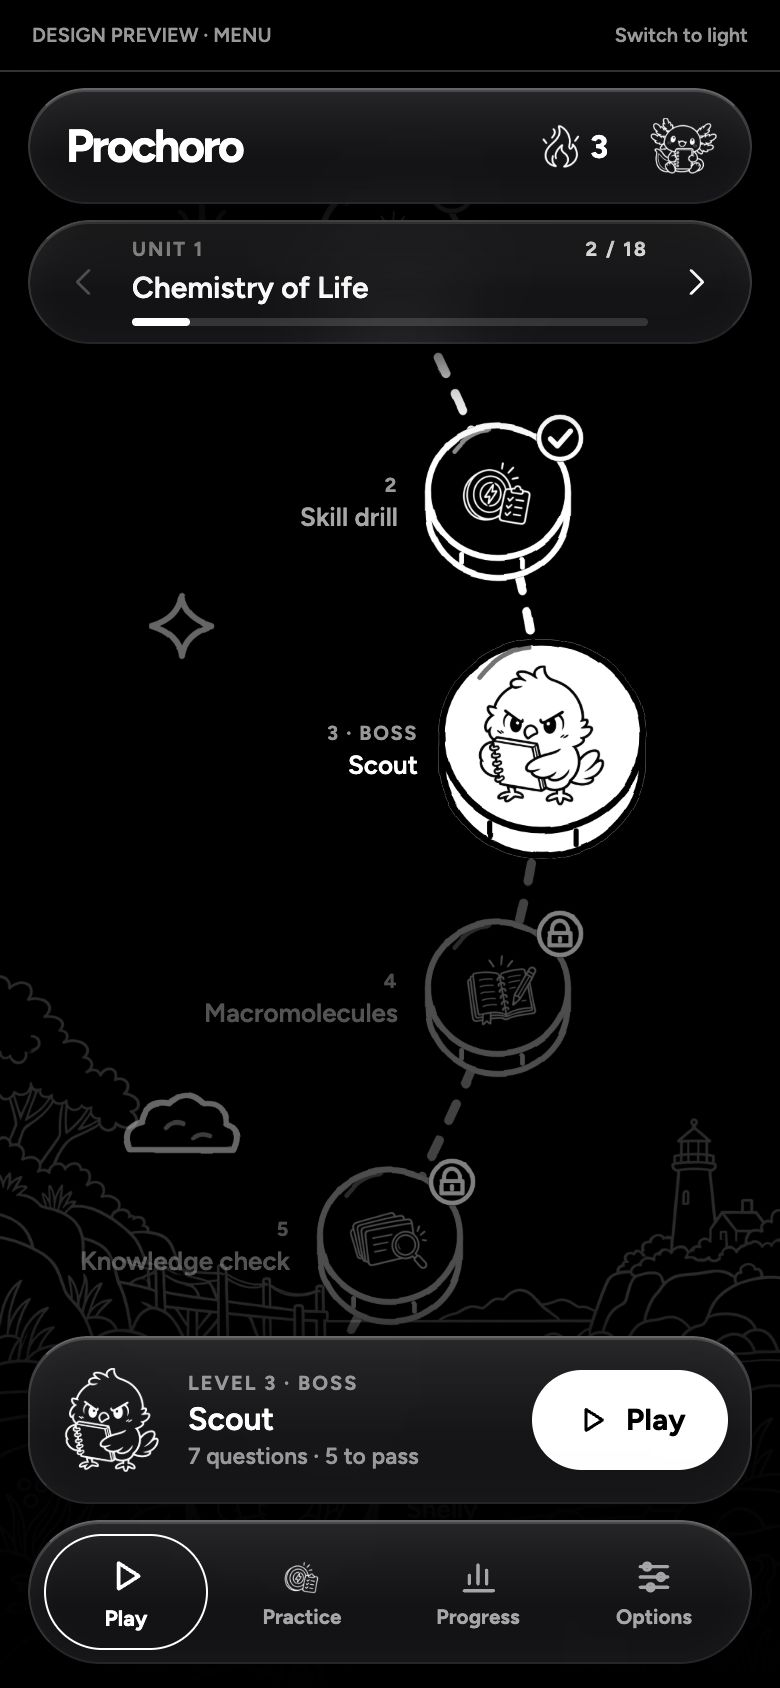 DESIGN PREVIEW · MENU
Switch to light
Prochoro
3
UNIT 1
2 / 18
Chemistry of Life
2
Skill drill
3 · BOSS
Scout
4
Macromolecules
5
Knowledge check
LEVEL 3 · BOSS
Scout
7 questions · 5 to pass
Play
Shelly
Play
Practice
Progress
Options